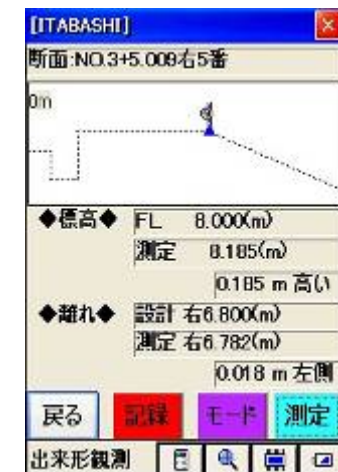 [ITABASHI]
断面:NO.3+5.009右5番
0m
◆標高◆ FL 8.000(m)
測定 8.185(m)
0.185 m 高い
◆離れ◆ 設計 右6.800(m)
測定 右6.782(m)
0.018 m 左側
戻る 記録 モード 測定
出来形観測